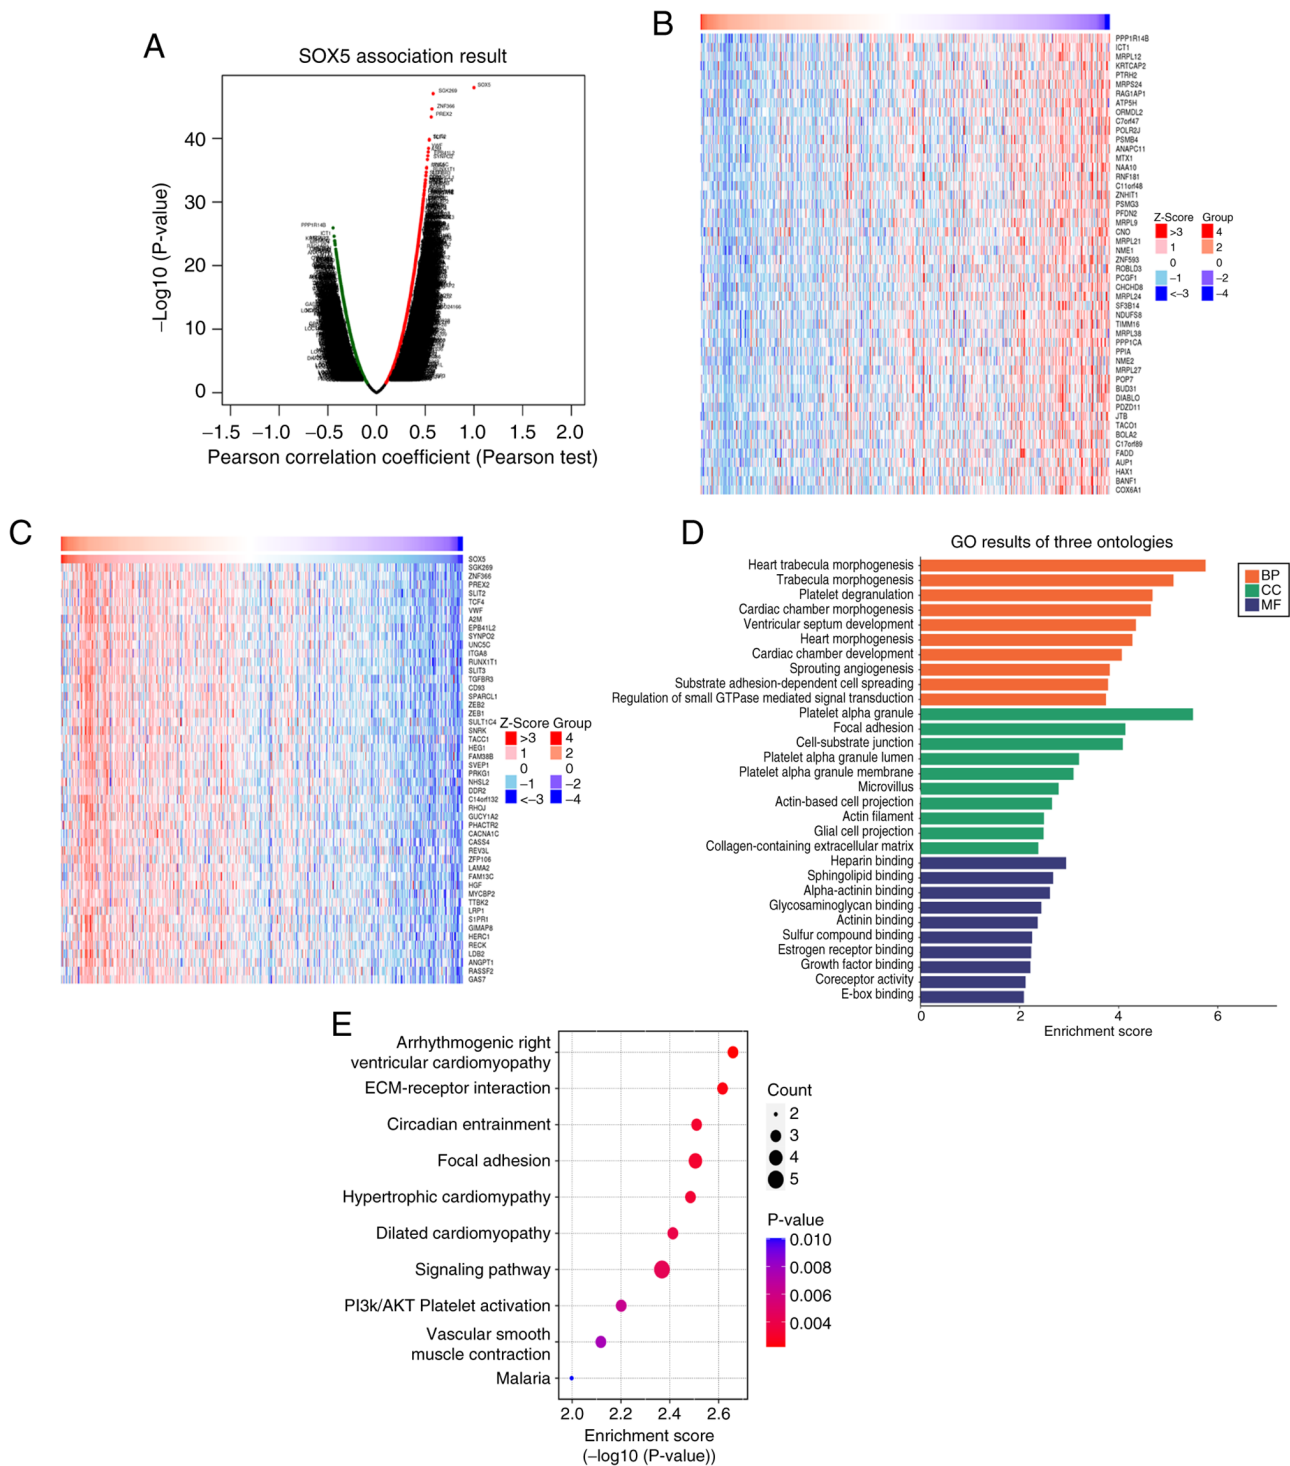 A
SOX5 association result
SOX5
SGK269
ZNF366
PREX2
PPP1R14B
ICT1
−Log10 (P-value)
40
30
20
10
0
−1.5 −1.0 −0.5 0.0 0.5 1.0 1.5 2.0
Pearson correlation coefficient (Pearson test)
B
PPP1R14B
ICT1
MRPL12
KRTCAP2
PTRH2
MRPS24
RAG1AP1
ATP5H
ORMDL2
C7orf47
POLR2J
PSMB4
ANAPC11
MTX1
NAA10
RNF181
C11orf48
ZNHIT1
PSMG3
PFDN2
MRPL9
CNO
MRPL21
NME1
ZNF593
ROBLD3
PCGF1
CHCHD8
MRPL24
SF3B14
NDUFS8
TIMM16
MRPL38
PPP1CA
PPIA
NME2
MRPL27
POP7
BUD31
DIABLO
PDZD11
JTB
TACO1
BOLA2
C17orf89
FADD
AUP1
HAX1
BANF1
COX6A1
Z-Score Group
>3 4
1 2
0 0
−1 −2
<−3 −4
C
SOX5
SGK269
ZNF366
PREX2
SLIT2
TCF4
VWF
A2M
EPB41L2
SYNPO2
UNC5C
ITGA8
RUNX1T1
SLIT3
TGFBR3
CD93
SPARCL1
ZEB2
ZEB1
SULT1C4
SNRK
TACC1
HEG1
FAM38B
SVEP1
PRKG1
NHSL2
DDR2
C14orf132
RHOJ
GUCY1A2
PHACTR2
CACNA1C
CASS4
REV3L
ZFP106
LAMA2
FAM13C
HGF
MYCBP2
TTBK2
LRP1
S1PR1
GIMAP8
HERC1
RECK
LDB2
ANGPT1
RASSF2
GAS7
Z-Score Group
>3 4
1 2
0 0
−1 −2
<−3 −4
D
GO results of three ontologies
Heart trabecula morphogenesis
Trabecula morphogenesis
Platelet degranulation
Cardiac chamber morphogenesis
Ventricular septum development
Heart morphogenesis
Cardiac chamber development
Sprouting angiogenesis
Substrate adhesion-dependent cell spreading
Regulation of small GTPase mediated signal transduction
Platelet alpha granule
Focal adhesion
Cell-substrate junction
Platelet alpha granule lumen
Platelet alpha granule membrane
Microvillus
Actin-based cell projection
Actin filament
Glial cell projection
Collagen-containing extracellular matrix
Heparin binding
Sphingolipid binding
Alpha-actinin binding
Glycosaminoglycan binding
Actinin binding
Sulfur compound binding
Estrogen receptor binding
Growth factor binding
Coreceptor activity
E-box binding
0 2 4 6
Enrichment score
BP
CC
MF
E
Arrhythmogenic right
ventricular cardiomyopathy
ECM-receptor interaction
Circadian entrainment
Focal adhesion
Hypertrophic cardiomypathy
Dilated cardiomyopathy
Signaling pathway
PI3k/AKT Platelet activation
Vascular smooth
muscle contraction
Malaria
2.0 2.2 2.4 2.6
Enrichment score
(−log10 (P-value))
Count
2
3
4
5
P-value
0.010
0.008
0.006
0.004